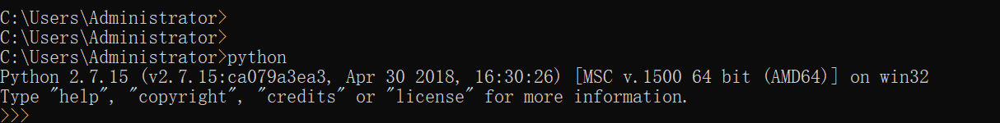 C:\Users\Administrator>
C:\Users\Administrator>
C:\Users\Administrator>python
Python 2.7.15 (v2.7.15:ca079a3ea3, Apr 30 2018, 16:30:26) [MSC v.1500 64 bit (AMD64)] on win32
Type "help", "copyright", "credits" or "license" for more information.
>>>